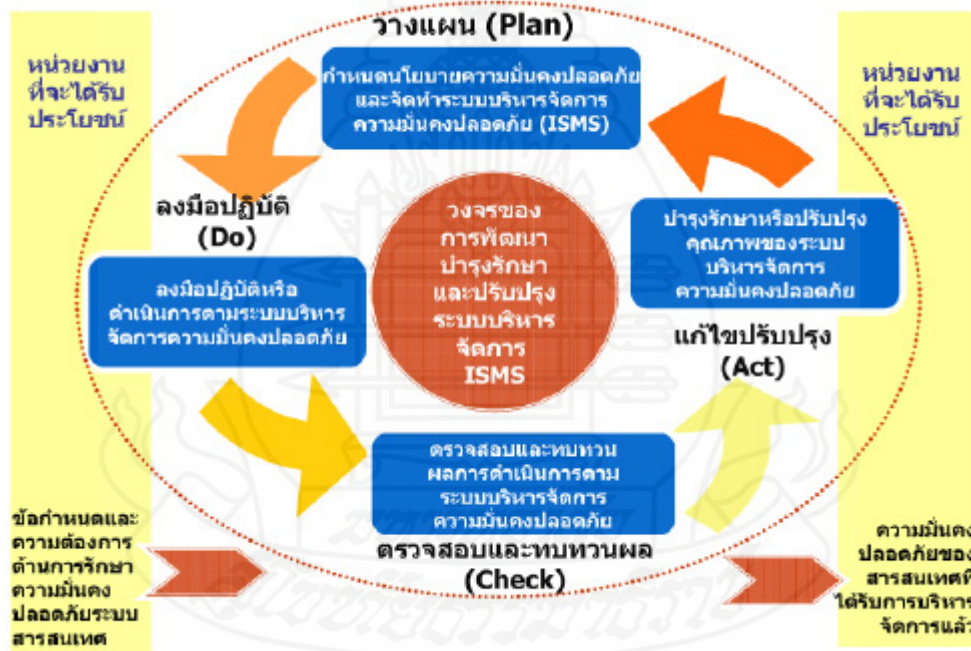 วางแผน (Plan)
หน่วยงาน
ที่จะได้รับ
ประโยชน์
กำหนดนโยบายความมั่นคงปลอดภัย
และจัดทำระบบบริหารจัดการ
ความมั่นคงปลอดภัย (ISMS)
หน่วยงาน
ที่จะได้รับ
ประโยชน์
ลงมือปฏิบัติ
(Do)
ลงมือปฏิบัติหรือ
ดำเนินการตามระบบบริหาร
จัดการความมั่นคงปลอดภัย
วงจรของ
การพัฒนา
บำรุงรักษา
และปรับปรุง
ระบบบริหาร
จัดการ
ISMS
บำรุงรักษาหรือปรับปรุง
คุณภาพของระบบ
บริหารจัดการ
ความมั่นคงปลอดภัย
แก้ไขปรับปรุง
(Act)
ตรวจสอบและทบทวน
ผลการดำเนินการตาม
ระบบบริหารจัดการ
ความมั่นคงปลอดภัย
ตรวจสอบและทบทวนผล
(Check)
ข้อกำหนดและ
ความต้องการ
ด้านการรักษา
ความมั่นคง
ปลอดภัยระบบ
สารสนเทศ
ความมั่นคง
ปลอดภัยของ
สารสนเทศที่
ได้รับการบริหาร
จัดการแล้ว